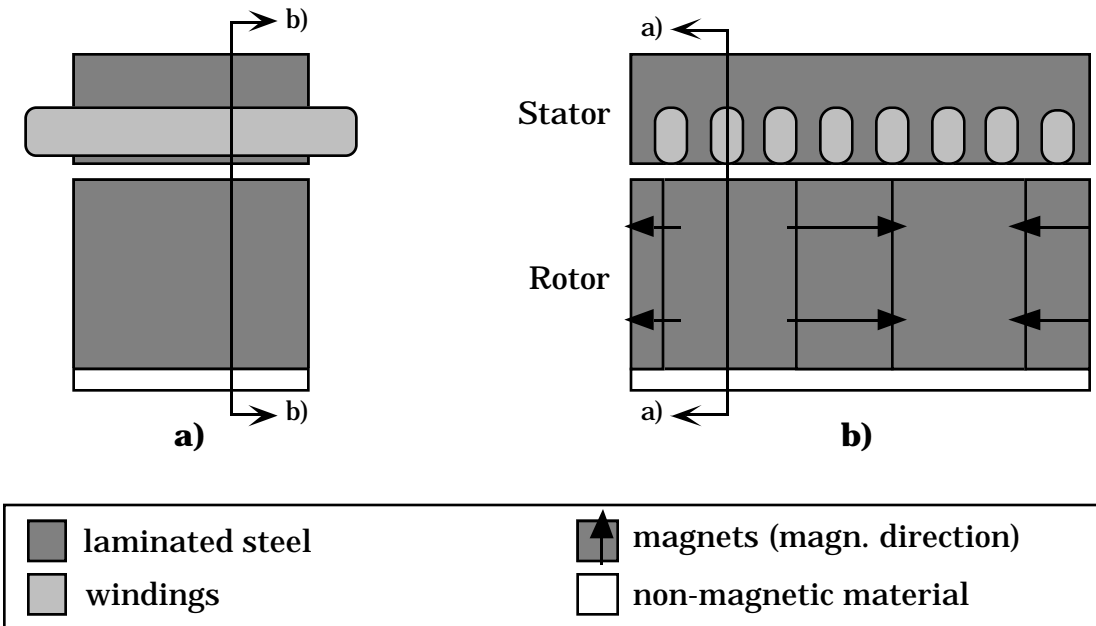 b)
a)
Stator
Rotor
b)
a)
a)
b)
laminated steel
magnets (magn. direction)
windings
non-magnetic material